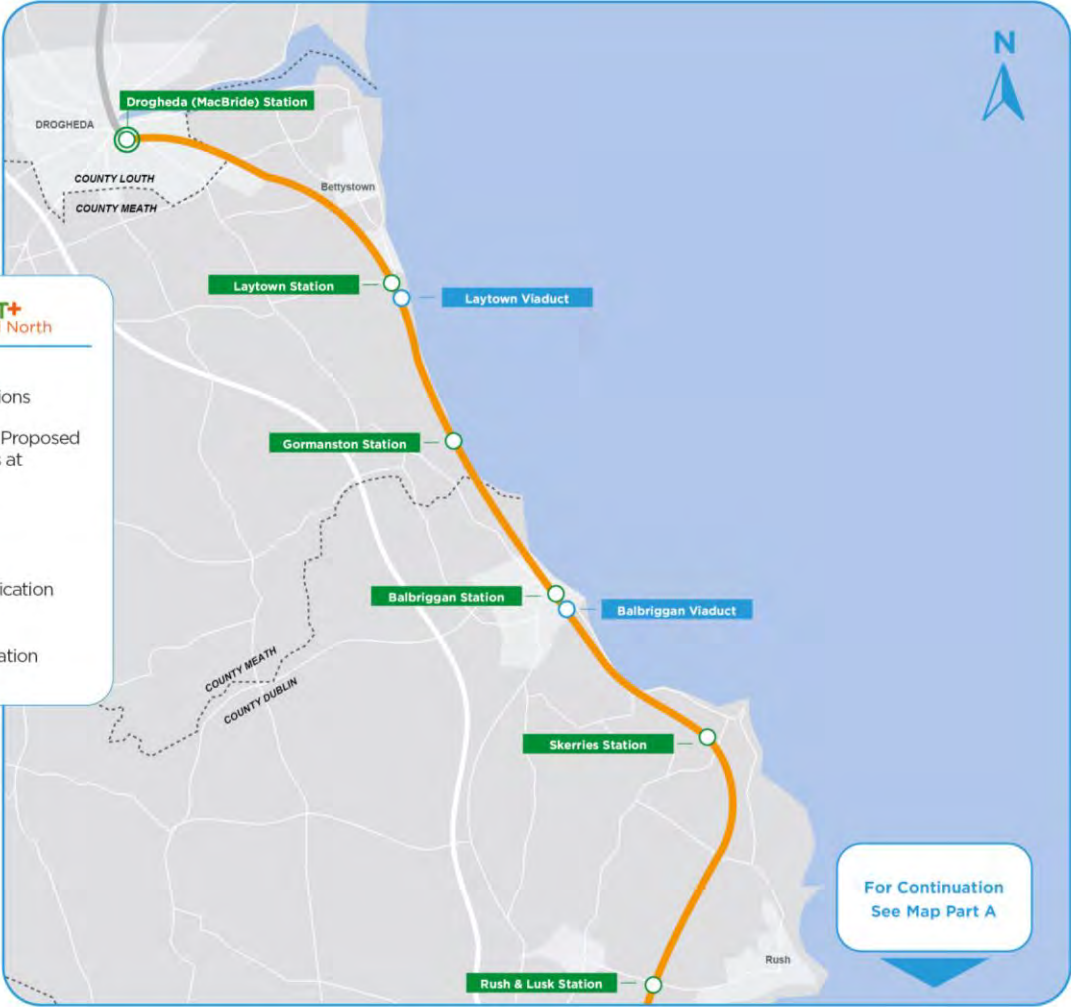 N
Drogheda (MacBride) Station
DROGHEDA
COUNTY LOUTH
COUNTY MEATH
Bettystown
Laytown Station
Laytown Viaduct
T+
North
ions
Proposed
at
ication
ation
Gormanston Station
Balbriggan Station
Balbriggan Viaduct
COUNTY MEATH
COUNTY DUBLIN
Skerries Station
For Continuation
See Map Part A
Rush
Rush & Lusk Station